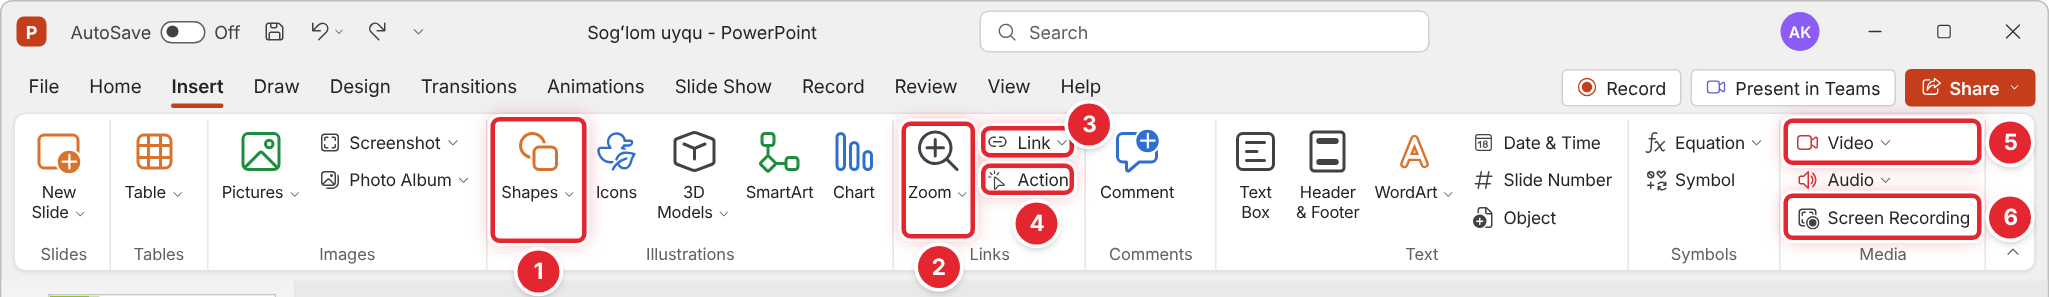 P AutoSave Off Sogʻlom uyqu - PowerPoint Search AK
File Home Insert Draw Design Transitions Animations Slide Show Record Review View Help Record Present in Teams Share
New Slide
Table
Pictures
Screenshot
Photo Album
Shapes
Icons
3D Models
SmartArt
Chart
Zoom
Link
Action
Comment
Text Box
Header & Footer
WordArt
Date & Time
Slide Number
Object
Equation
Symbol
Video
Audio
Screen Recording
Slides Tables Images Illustrations Links Comments Text Symbols Media
1
2
3
4
5
6